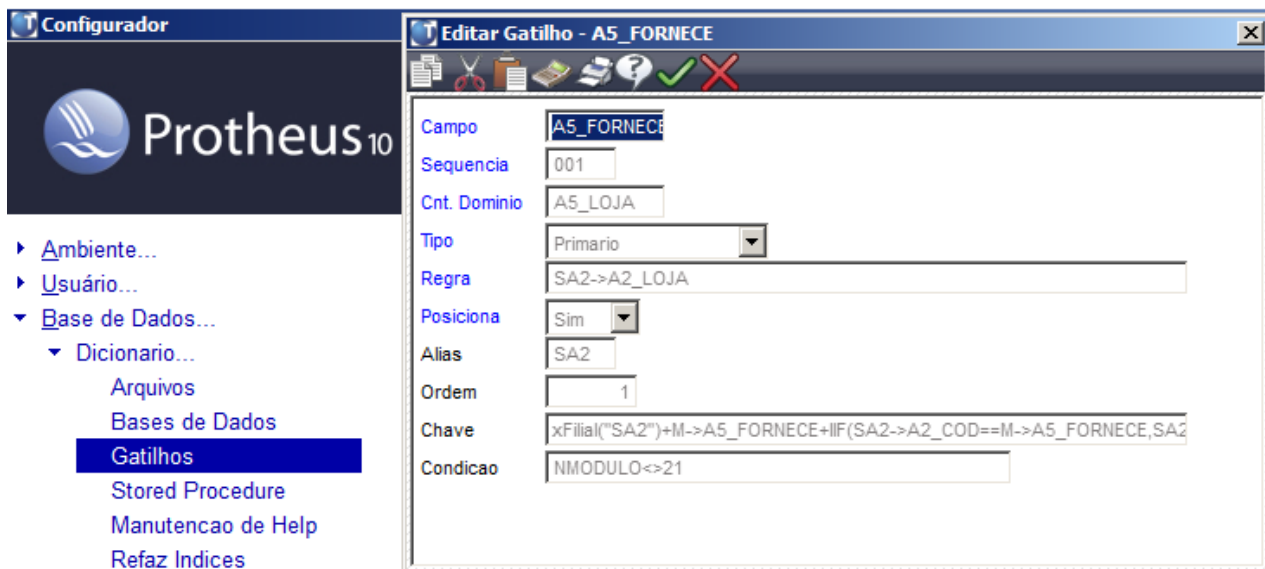 Configurador
Protheus 10
Ambiente...
Usuário...
Base de Dados...
Dicionario...
Arquivos
Bases de Dados
Gatilhos
Stored Procedure
Manutencao de Help
Refaz Indices
Editar Gatilho - A5_FORNECE
Campo A5_FORNECE
Sequencia 001
Cnt. Dominio A5_LOJA
Tipo Primario
Regra SA2->A2_LOJA
Posiciona Sim
Alias SA2
Ordem 1
Chave xFilial("SA2")+M->A5_FORNECE+IIF(SA2->A2_COD==M->A5_FORNECE,SA2
Condicao NMODULO<>21